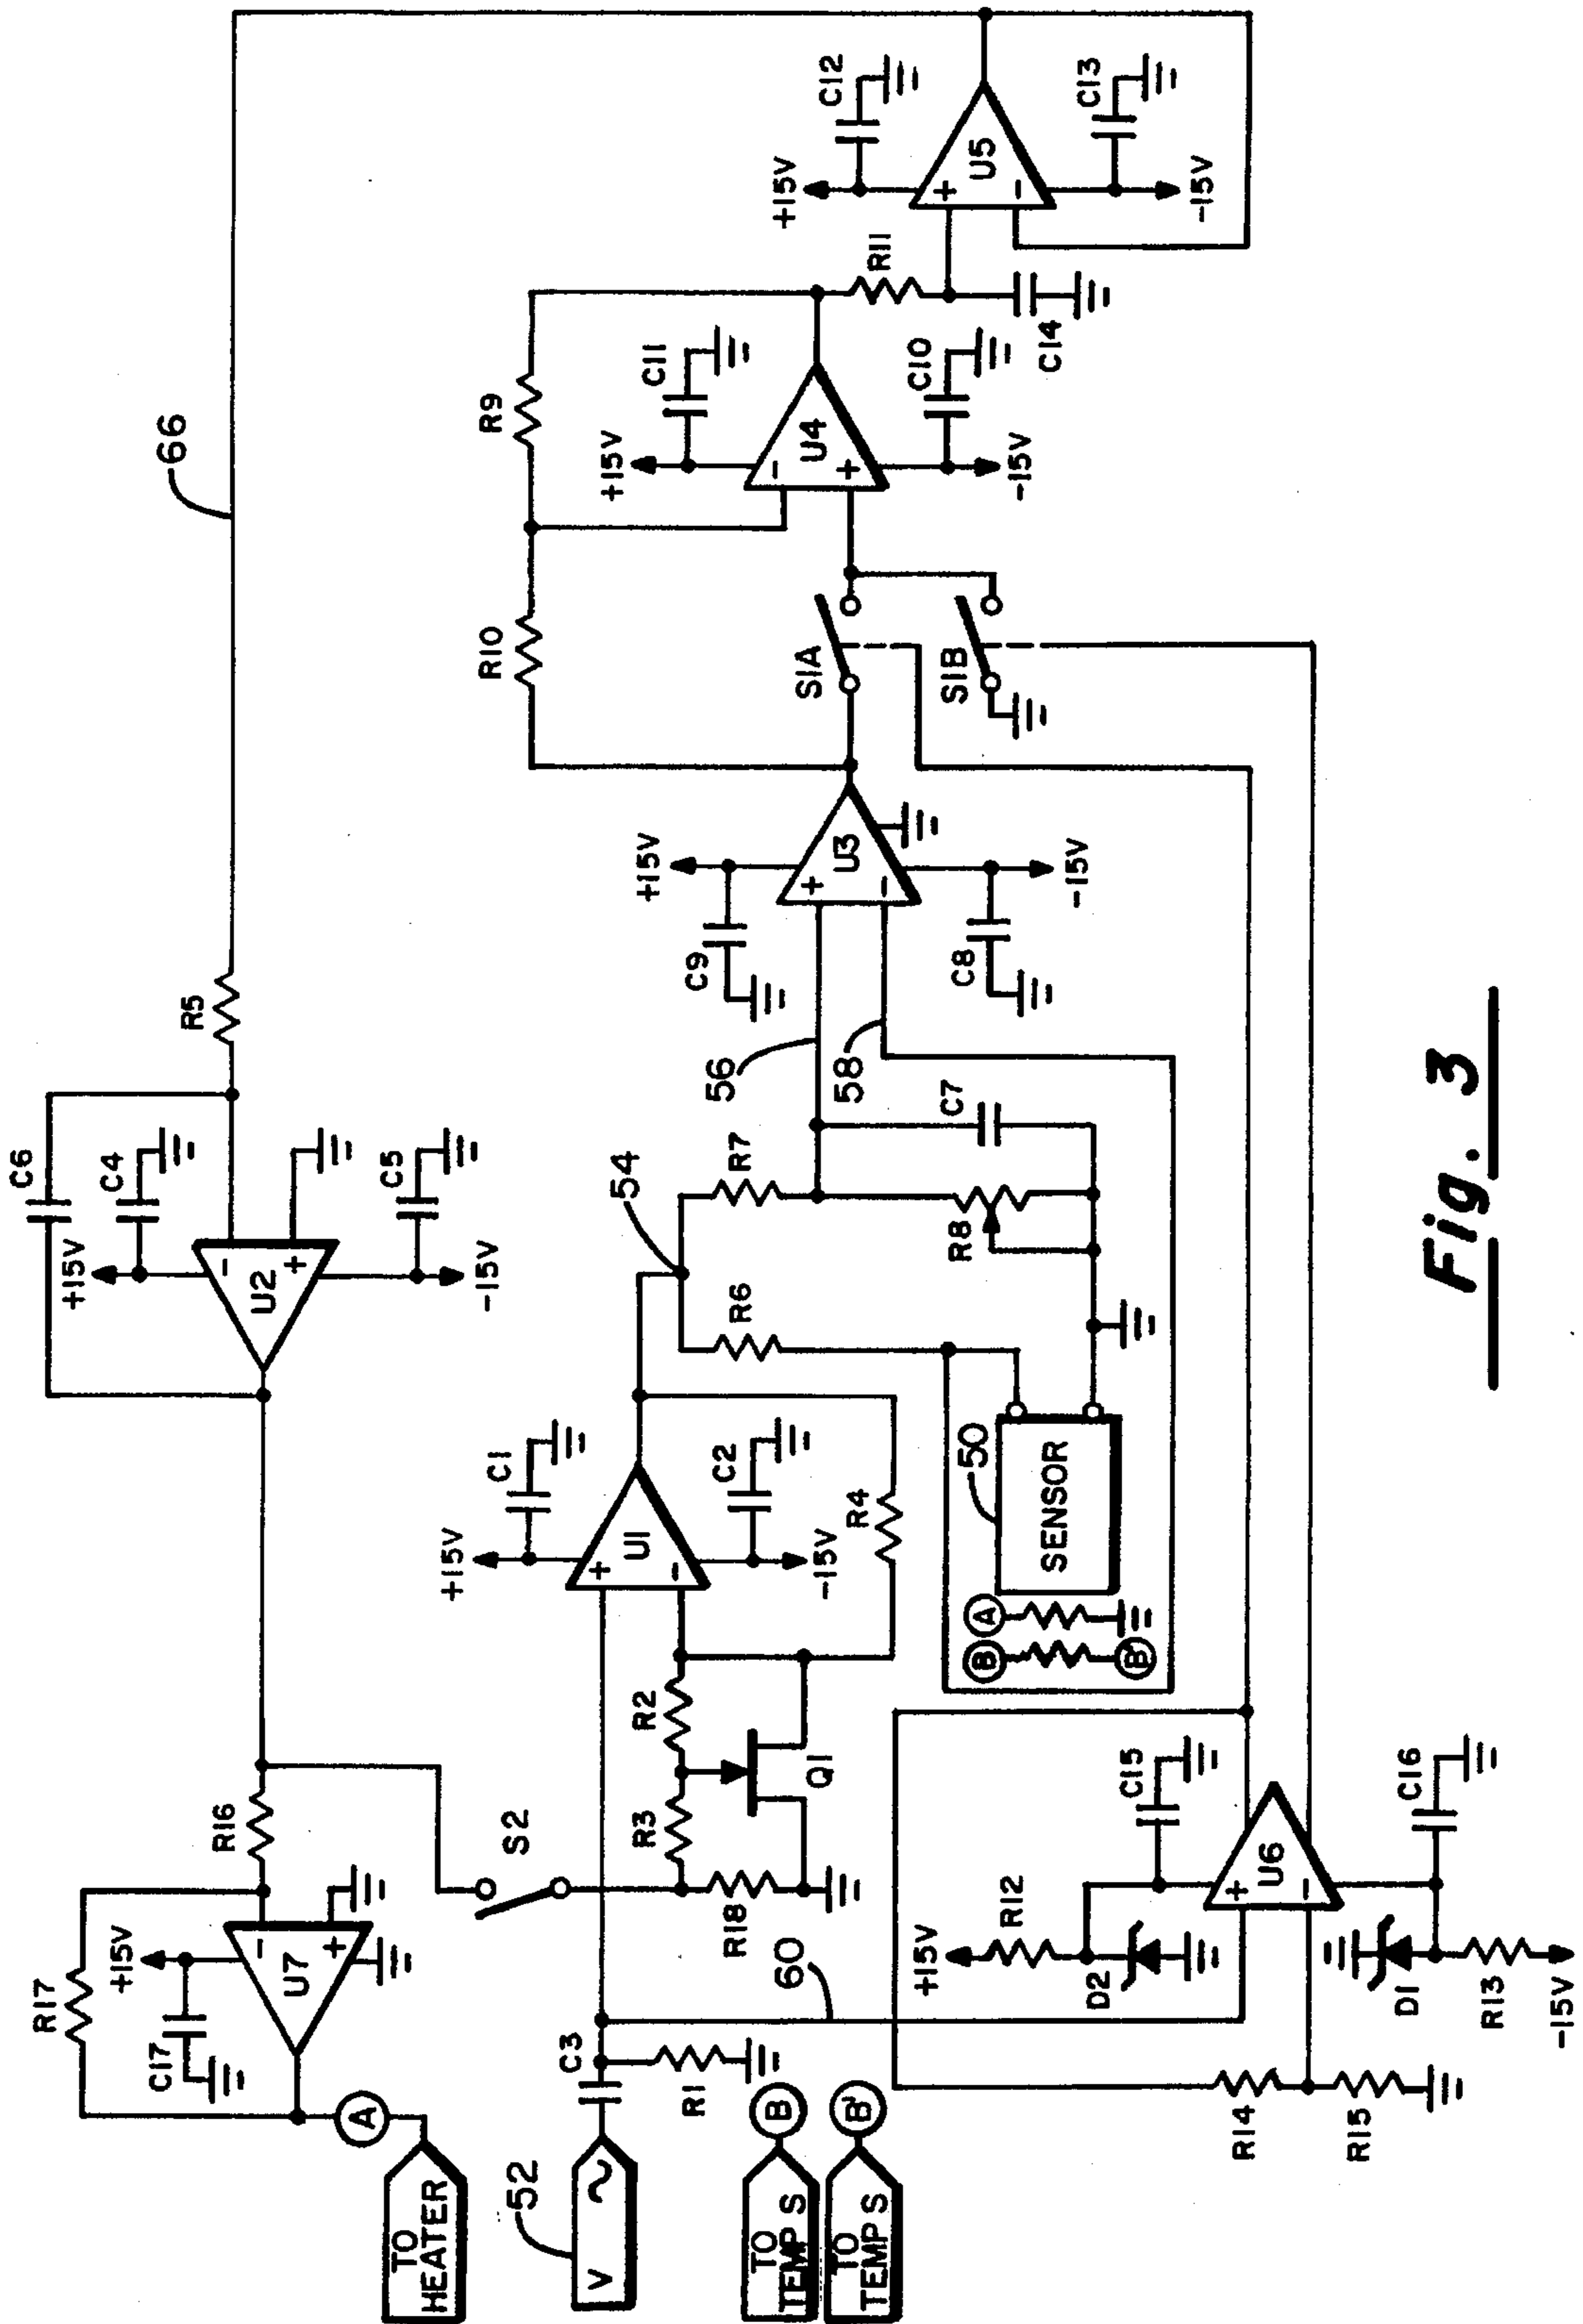 66
R17
C17
+15V
U7
-
+
R16
A
TO HEATER
S2
C6
C4
+15V
U2
-
+
C5
-15V
R5
52
V
C3
R1
60
R3
R2
R18
Q1
+15V
C1
U1
+
-
C2
-15V
R4
54
R6
R7
R8
C7
56
58
50
SENSOR
A
B
B'
B
TO TEMP S
B'
TO TEMP S
C9
+15V
U3
+
-
C8
-15V
R10
R9
S1A
S1B
+15V
C11
U4
-
+
C10
-15V
R11
C14
+15V
C12
U5
+
-
C13
-15V
+15V
R12
D2
C15
U6
+
-
C16
D1
R13
-15V
R14
R15
Fig. 3